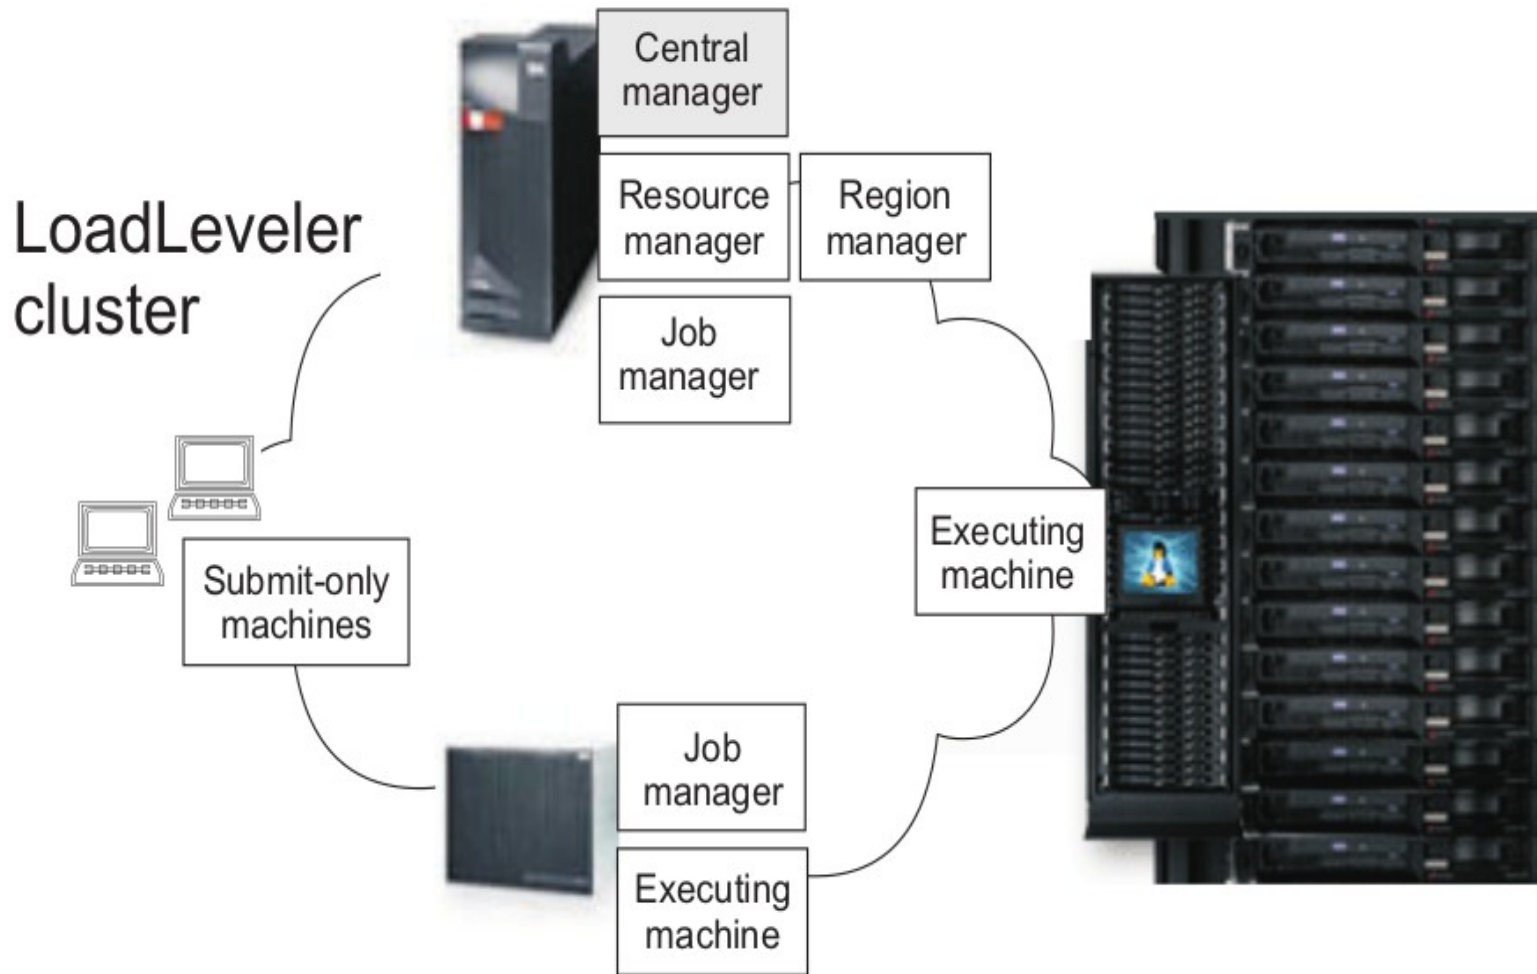 Central
manager
Resource
manager
Region
manager
LoadLeveler
cluster
Job
manager
Executing
machine
Submit-only
machines
Job
manager
Executing
machine